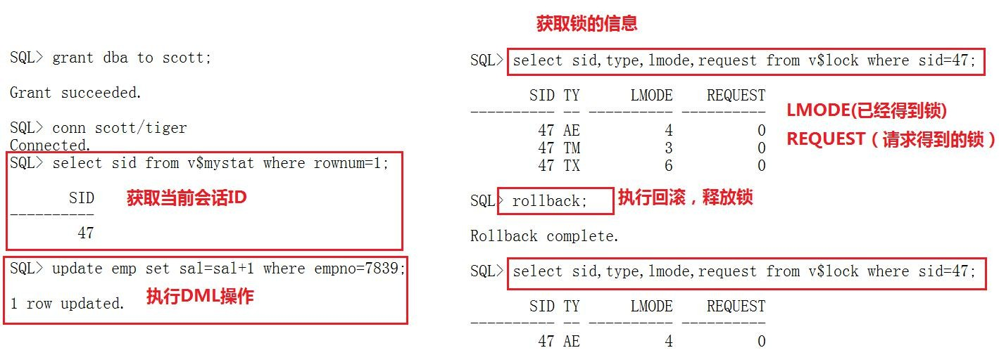 SQL> grant dba to scott;
Grant succeeded.
SQL> conn scott/tiger
Connected.
SQL> select sid from v$mystat where rownum=1;
SID
获取当前会话ID
----------
47
SQL> update emp set sal=sal+1 where empno=7839;
执行DML操作
1 row updated.
获取锁的信息
SQL> select sid,type,lmode,request from v$lock where sid=47;
SID TY LMODE REQUEST
---------- -- ---------- ----------
47 AE 4 0
47 TM 3 0
47 TX 6 0
LMODE(已经得到锁)
REQUEST（请求得到的锁）
SQL> rollback;
执行回滚，释放锁
Rollback complete.
SQL> select sid,type,lmode,request from v$lock where sid=47;
SID TY LMODE REQUEST
---------- -- ---------- ----------
47 AE 4 0